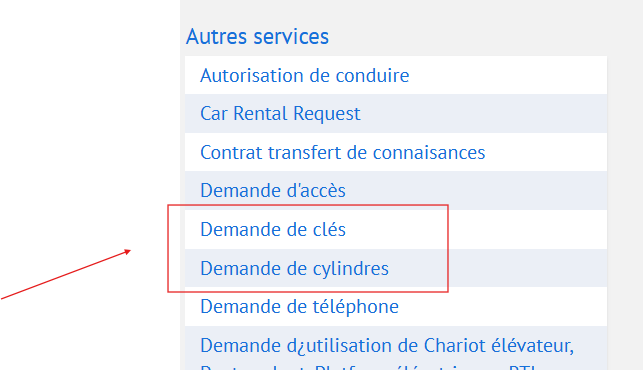 Autres services
Autorisation de conduire
Car Rental Request
Contrat transfert de connaisances
Demande d'accès
Demande de clés
Demande de cylindres
Demande de téléphone
Demande d¿utilisation de Chariot élévateur,